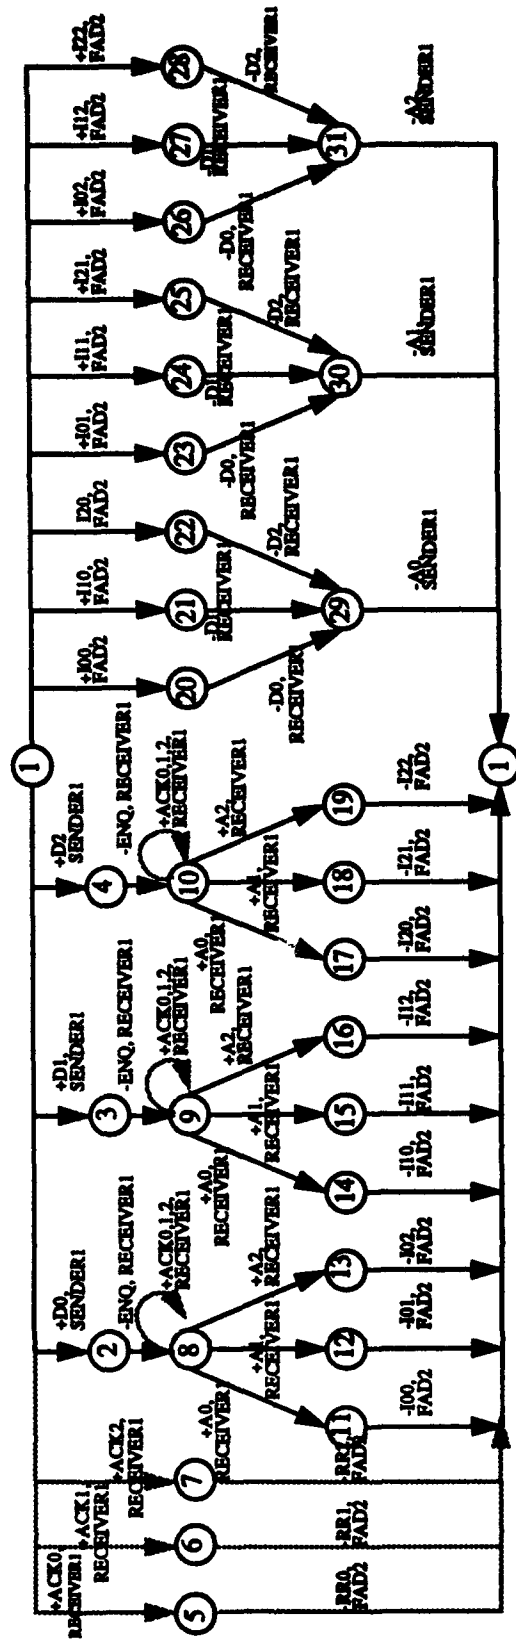 +ACK0,
RECEIVER1
+ACK1,
RECEIVER1
+ACK2,
RECEIVER1
+D0,
SENDER1
+D1,
SENDER1
+D2
SENDER1
1
+I00,
FAD2
+I10,
FAD2
I20,
FAD2
+I01,
FAD2
+I11,
FAD2
+I21,
FAD2
+I02,
FAD2
+I12,
FAD2
+I22,
FAD2
2
-ENQ, RECEIVER1
3
-ENQ, RECEIVER1
4
-ENQ, RECEIVER1
5
6
7
8
+ACK0,1,2,
RECEIVER1
9
+ACK0,1,2,
RECEIVER1
10
+ACK0,1,2,
RECEIVER1
20
21
22
23
24
25
26
27
28
+A0,
RECEIVER1
+A1,
RECEIVER1
+A2,
RECEIVER1
+A0,
RECEIVER1
+A1,
RECEIVER1
+A2,
RECEIVER1
+A0,
RECEIVER1
+A1,
RECEIVER1
+A2,
RECEIVER1
-D0,
RECEIVER1
-D1,
RECEIVER1
-D2,
RECEIVER1
-D0,
RECEIVER1
-D1,
RECEIVER1
-D2,
RECEIVER1
-D0,
RECEIVER1
-D1,
RECEIVER1
-D2,
RECEIVER1
11
12
13
14
15
16
17
18
19
29
30
31
-RR0,
FAD2
-RR1,
FAD2
FAD2
-I00,
FAD2
-I01,
FAD2
-I02,
FAD2
-I10,
FAD2
-I11,
FAD2
-I12,
FAD2
-I20,
FAD2
-I21,
FAD2
-I22,
FAD2
-A0,
SENDER1
-A1,
SENDER1
-A2,
SENDER1
1